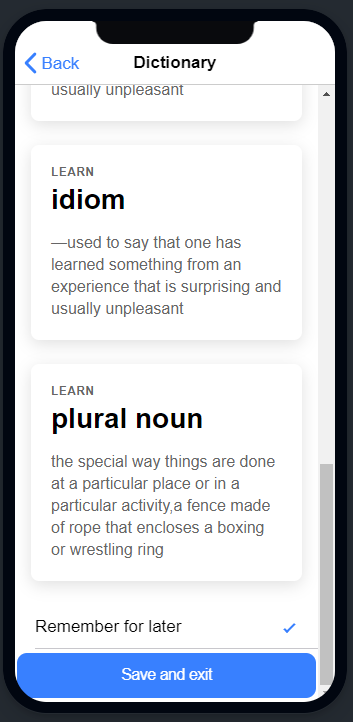 Back
Dictionary
usually unpleasant
LEARN
idiom
—used to say that one has
learned something from an
experience that is surprising and
usually unpleasant
LEARN
plural noun
the special way things are done
at a particular place or in a
particular activity,a fence made
of rope that encloses a boxing
or wrestling ring
Remember for later
Save and exit